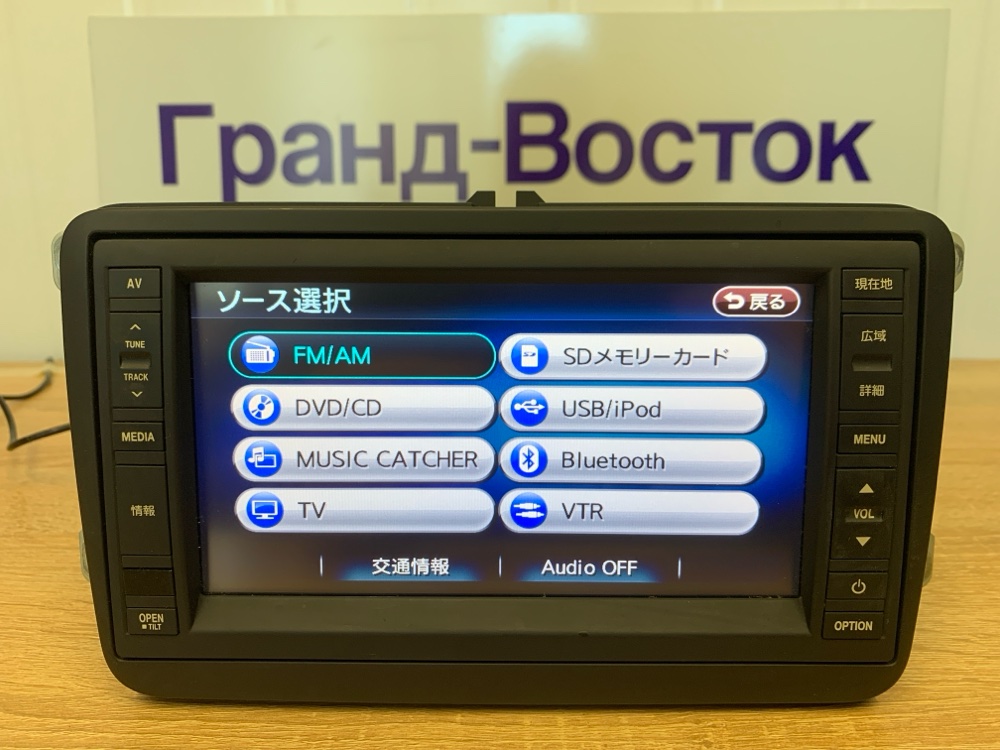 Гранд-Восток
AV
TUNE
TRACK
MEDIA
情報
OPEN
TILT
ソース選択
戻る
FM/AM
SDメモリーカード
DVD/CD
USB/iPod
MUSIC CATCHER
Bluetooth
TV
VTR
交通情報
Audio OFF
現在地
広域
詳細
MENU
VOL
OPTION